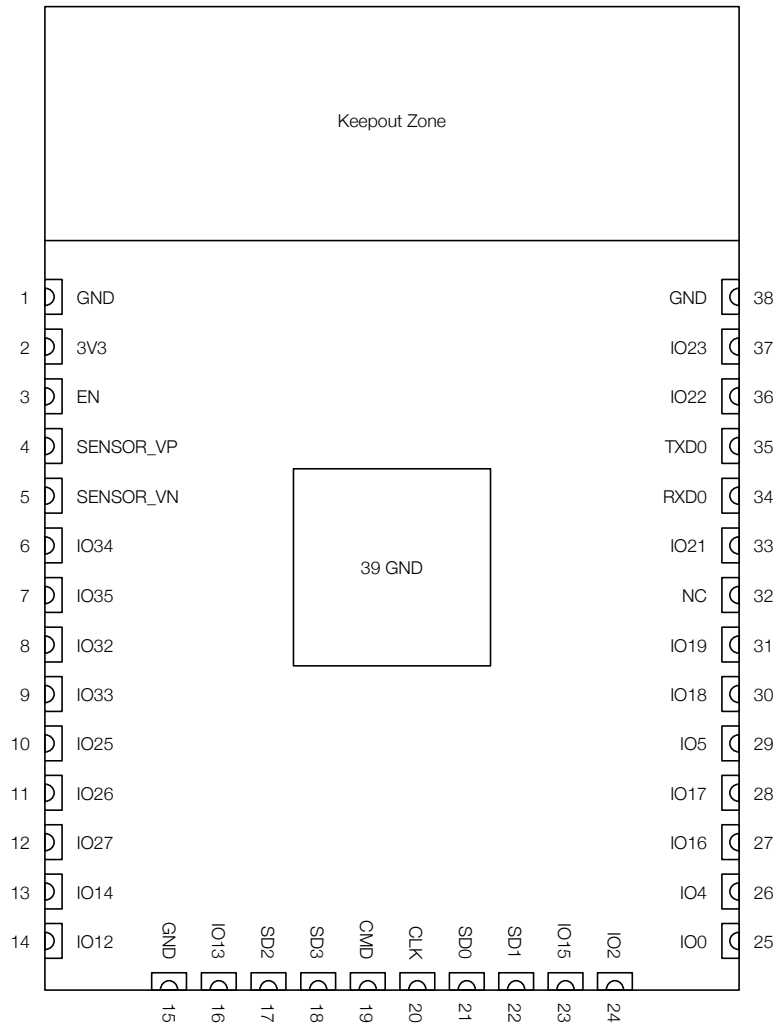 Keepout Zone
1 GND
GND 38
2 3V3
IO23 37
3 EN
IO22 36
4 SENSOR_VP
TXD0 35
5 SENSOR_VN
RXD0 34
6 IO34
IO21 33
39 GND
7 IO35
NC 32
8 IO32
IO19 31
9 IO33
IO18 30
10 IO25
IO5 29
11 IO26
IO17 28
12 IO27
IO16 27
13 IO14
IO4 26
14 IO12
IO0 25
GND 15
IO13 16
SD2 17
SD3 18
CMD 19
CLK 20
SD0 21
SD1 22
IO15 23
IO2 24